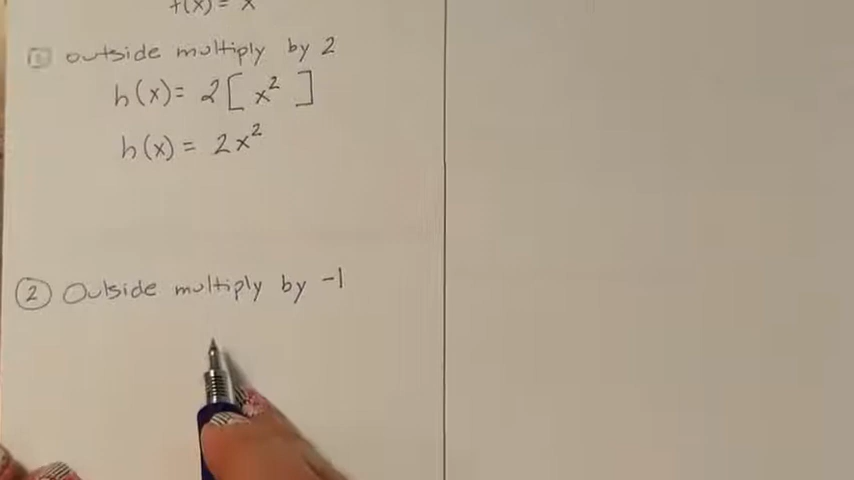 f(x) = x
① outside multiply by 2
h(x) = 2[ x² ]
h(x) = 2x²
② Outside multiply by -1